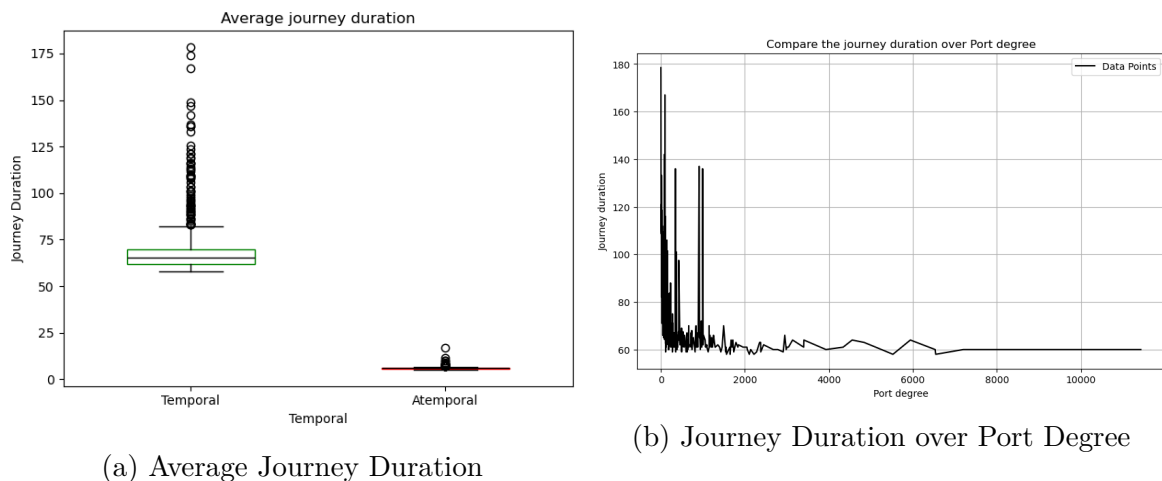 Average journey duration
Journey Duration
175
150
125
100
75
50
25
0
Temporal
Atemporal
Temporal
(a) Average Journey Duration
Compare the journey duration over Port degree
Data Points
Journey duration
180
160
140
120
100
80
60
0
2000
4000
6000
8000
10000
Port degree
(b) Journey Duration over Port Degree